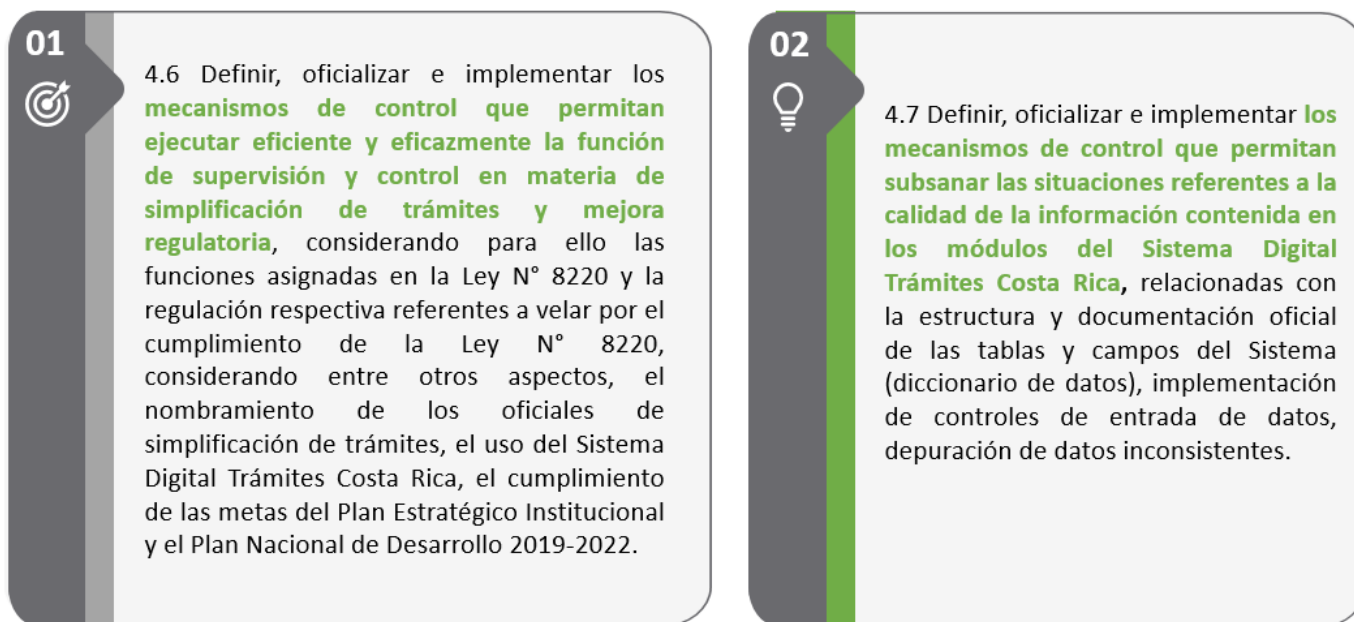 01
4.6 Definir, oficializar e implementar los
mecanismos de control que permitan
ejecutar eficiente y eficazmente la función
de supervisión y control en materia de
simplificación de trámites y mejora
regulatoria, considerando para ello las
funciones asignadas en la Ley N° 8220 y la
regulación respectiva referentes a velar por el
cumplimiento de la Ley N° 8220,
considerando entre otros aspectos, el
nombramiento de los oficiales de
simplificación de trámites, el uso del Sistema
Digital Trámites Costa Rica, el cumplimiento
de las metas del Plan Estratégico Institucional
y el Plan Nacional de Desarrollo 2019-2022.
02
4.7 Definir, oficializar e implementar los
mecanismos de control que permitan
subsanar las situaciones referentes a la
calidad de la información contenida en
los módulos del Sistema Digital
Trámites Costa Rica, relacionadas con
la estructura y documentación oficial
de las tablas y campos del Sistema
(diccionario de datos), implementación
de controles de entrada de datos,
depuración de datos inconsistentes.